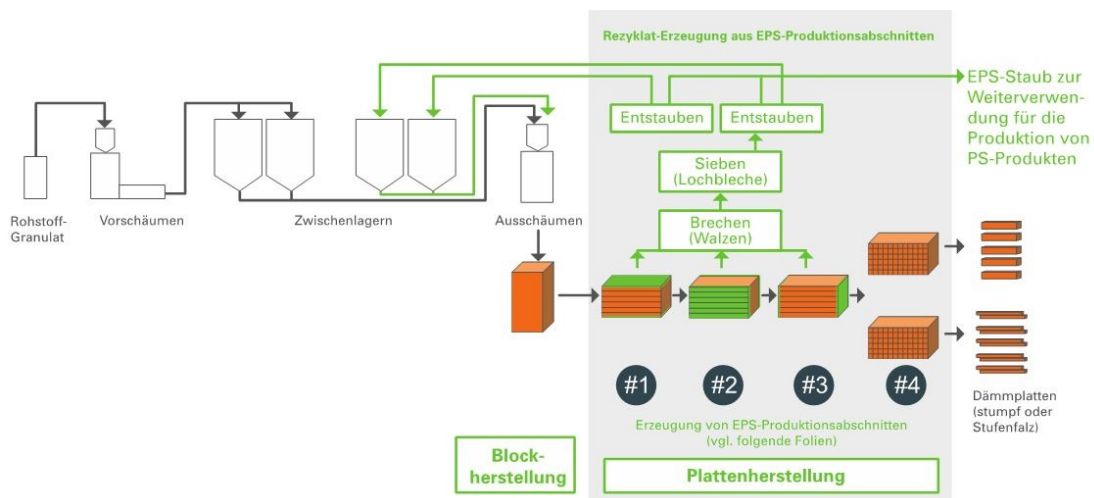 Rezyklat-Erzeugung aus EPS-Produktionsabschnitten
EPS-Staub zur
Weiterverwen-
dung für die
Produktion von
PS-Produkten
Entstauben
Entstauben
Sieben
(Lochbleche)
Brechen
(Walzen)
Rohstoff-
Granulat
Vorschäumen
Zwischenlagern
Ausschäumen
#1
#2
#3
#4
Dämmplatten
(stumpf oder
Stufenfalz)
Erzeugung von EPS-Produktionsabschnitten
(vgl. folgende Folien)
Block-
herstellung
Plattenherstellung